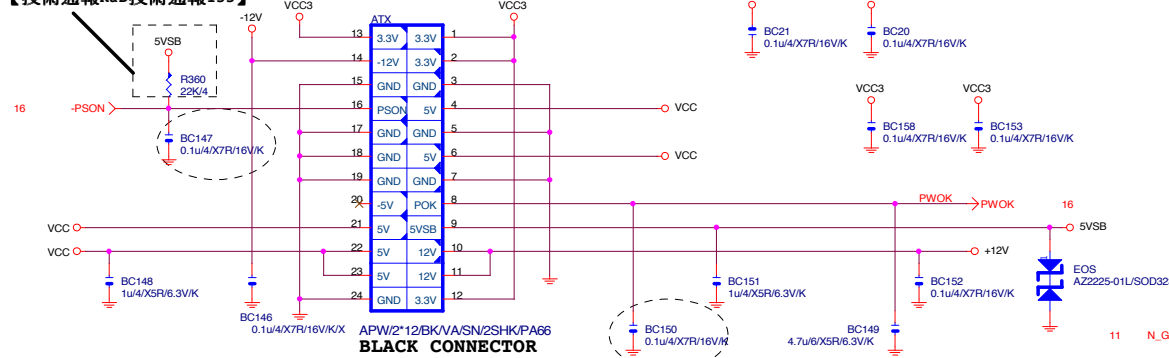 VCC3
VCC3
-12V
ATX
5VSB
R360
22K/4
16
-PSON
BC147
0.1u/4/X7R/16V/K
13
3.3V
3.3V
1
14
-12V
3.3V
2
15
GND
GND
3
16
PSON
5V
4
17
GND
GND
5
18
GND
5V
6
19
GND
GND
7
20
-5V
POK
8
21
5V
5VSB
9
22
5V
12V
10
23
5V
12V
11
24
GND
3.3V
12
VCC
VCC
VCC
VCC
BC21
0.1u/4/X7R/16V/K
BC20
0.1u/4/X7R/16V/K
VCC3
VCC3
BC158
0.1u/4/X7R/16V/K
BC153
0.1u/4/X7R/16V/K
PWOK
PWOK
16
5VSB
+12V
BC148
1u/4/X5R/6.3V/K
BC146
0.1u/4/X7R/16V/K/X
APW/2*12/BK/VA/SN/2SHK/PA66
BLACK CONNECTOR
BC151
1u/4/X5R/6.3V/K
BC150
0.1u/4/X7R/16V/K
BC149
4.7u/6/X5R/6.3V/K
BC152
0.1u/4/X7R/16V/K
EOS
AZ2225-01L/SOD32
11
N_G